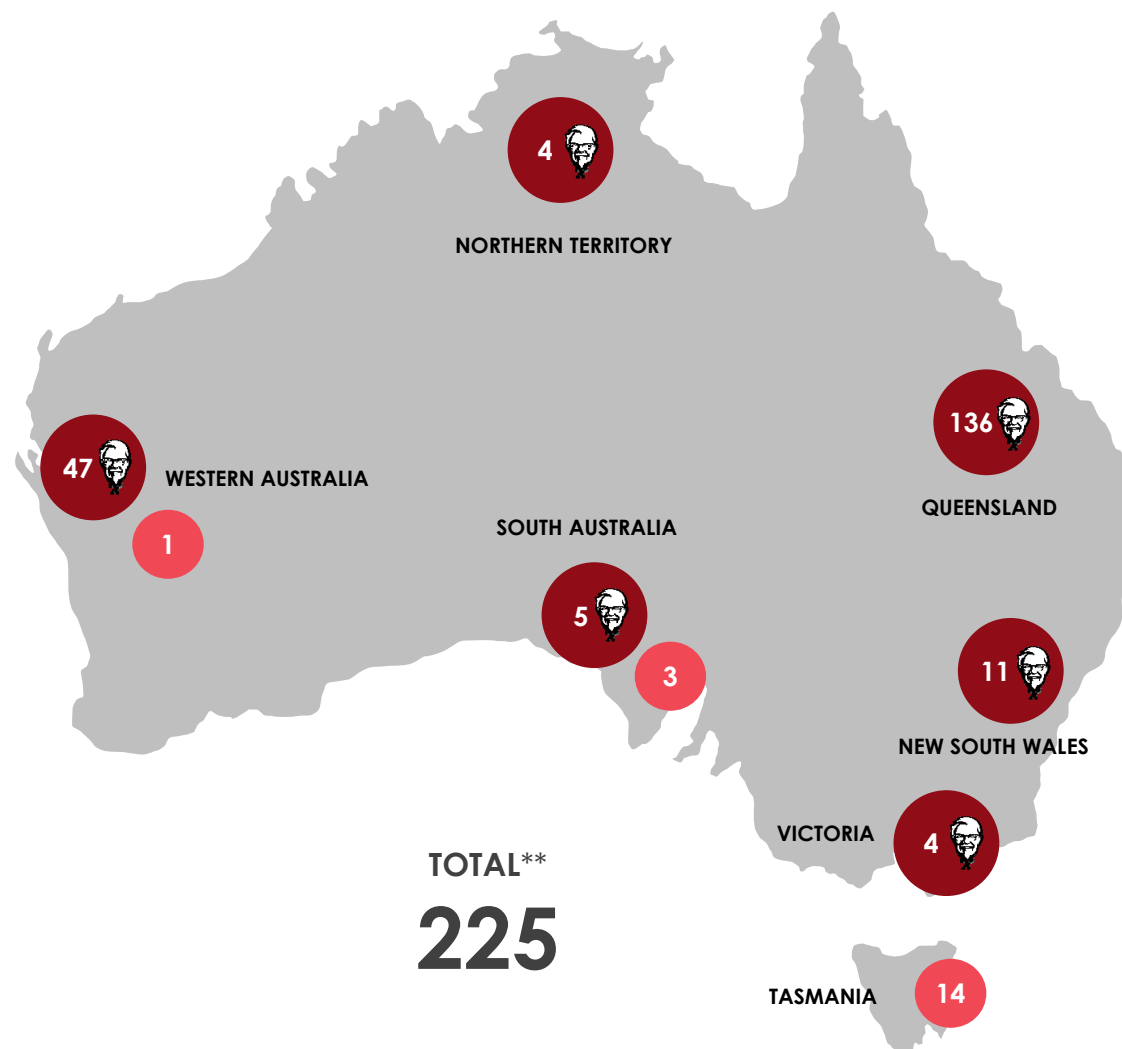 4
NORTHERN TERRITORY
136
QUEENSLAND
47
WESTERN AUSTRALIA
1
SOUTH AUSTRALIA
5
3
11
NEW SOUTH WALES
VICTORIA
4
TOTAL**
225
TASMANIA
14